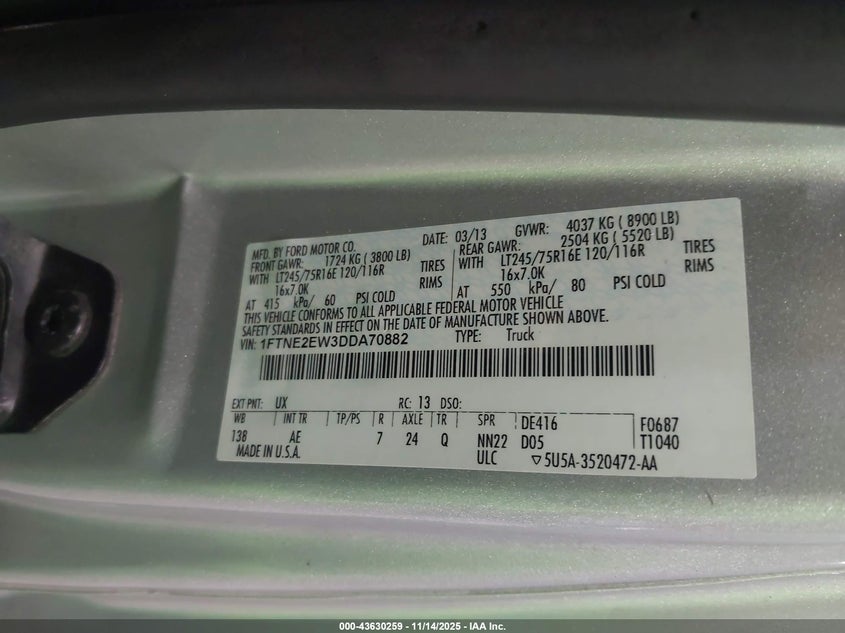 MFD. BY FORD MOTOR CO. DATE: 03/13 GVWR: 4037 KG ( 8900 LB)
FRONT GAWR: 1724 KG ( 3800 LB) REAR GAWR: 2504 KG ( 5520 LB)
WITH LT245/75R16E 120/116R TIRES WITH LT245/75R16E 120/116R TIRES
16x7.0K RIMS 16x7.0K RIMS
AT 415 kPa/ 60 PSI COLD AT 550 kPa/ 80 PSI COLD
THIS VEHICLE CONFORMS TO ALL APPLICABLE FEDERAL MOTOR VEHICLE
SAFETY STANDARDS IN EFFECT ON THE DATE OF MANUFACTURE SHOWN ABOVE.
VIN: 1FTNE2EW3DDA70882 TYPE: Truck
EXT PNT: UX RC: 13 DSO:
WB INT TR TP/PS R AXLE TR SPR DE416 F0687
138 AE 7 24 Q NN22 D05 T1040
MADE IN U.S.A. ULC ▽5U5A-3520472-AA
000-43630259 - 11/14/2025 - IAA Inc.